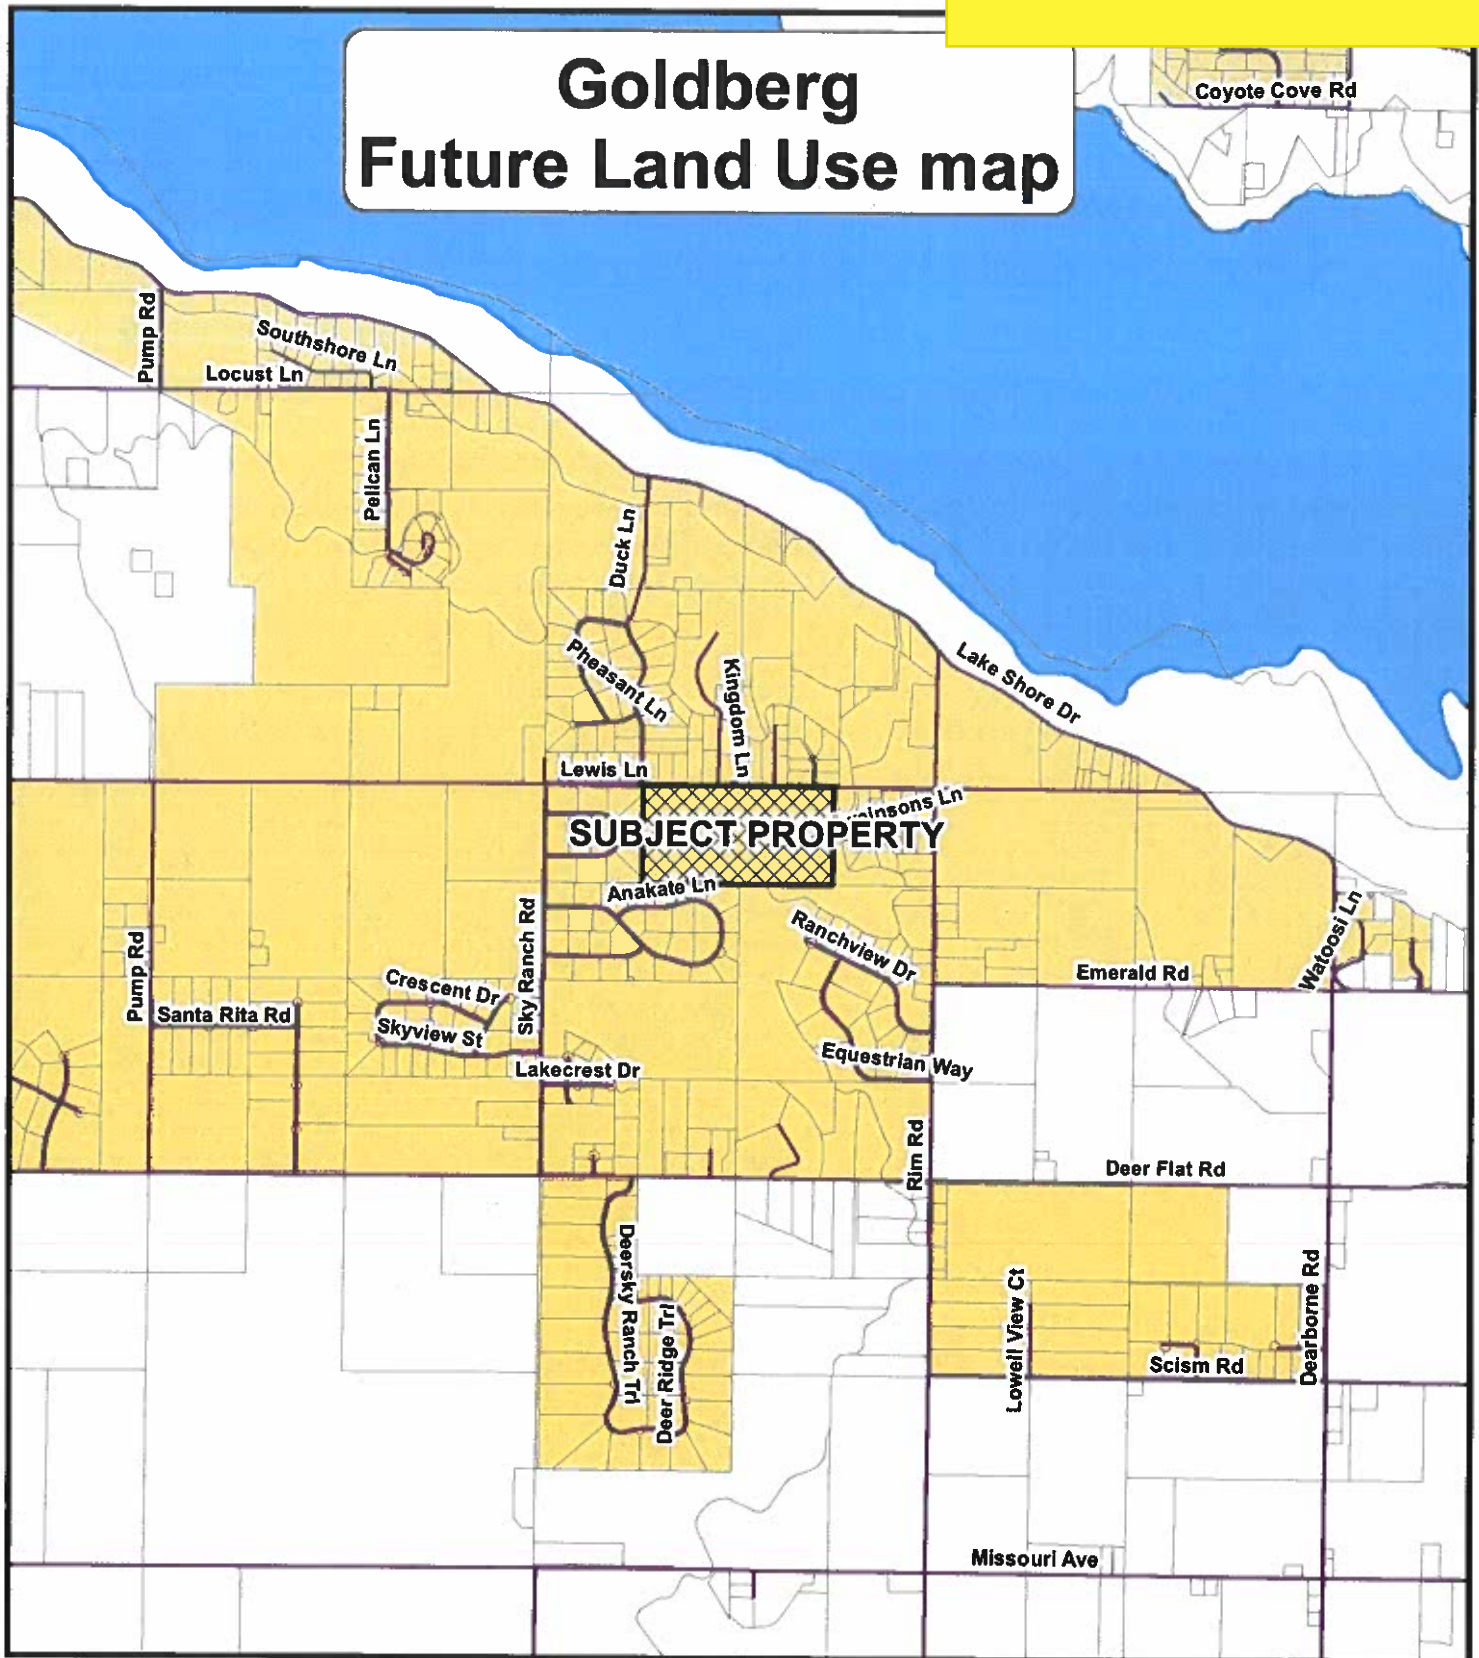 Goldberg
Future Land Use map
Coyote Cove Rd
Pump Rd
Southshore Ln
Locust Ln
Pelican Ln
Duck Ln
Pheasant Ln
Kingdom Ln
Lake Shore Dr
Lewis Ln
insons Ln
SUBJECT PROPERTY
Anakate Ln
Pump Rd
Sky Ranch Rd
Ranchview Dr
Watoosi Ln
Emerald Rd
Crescent Dr
Santa Rita Rd
Skyview St
Equestrian Way
Lakecrest Dr
Rim Rd
Deer Flat Rd
Deersky Ranch Trl
Deer Ridge Trl
Lowell View Ct
Dearborne Rd
Scism Rd
Missouri Ave